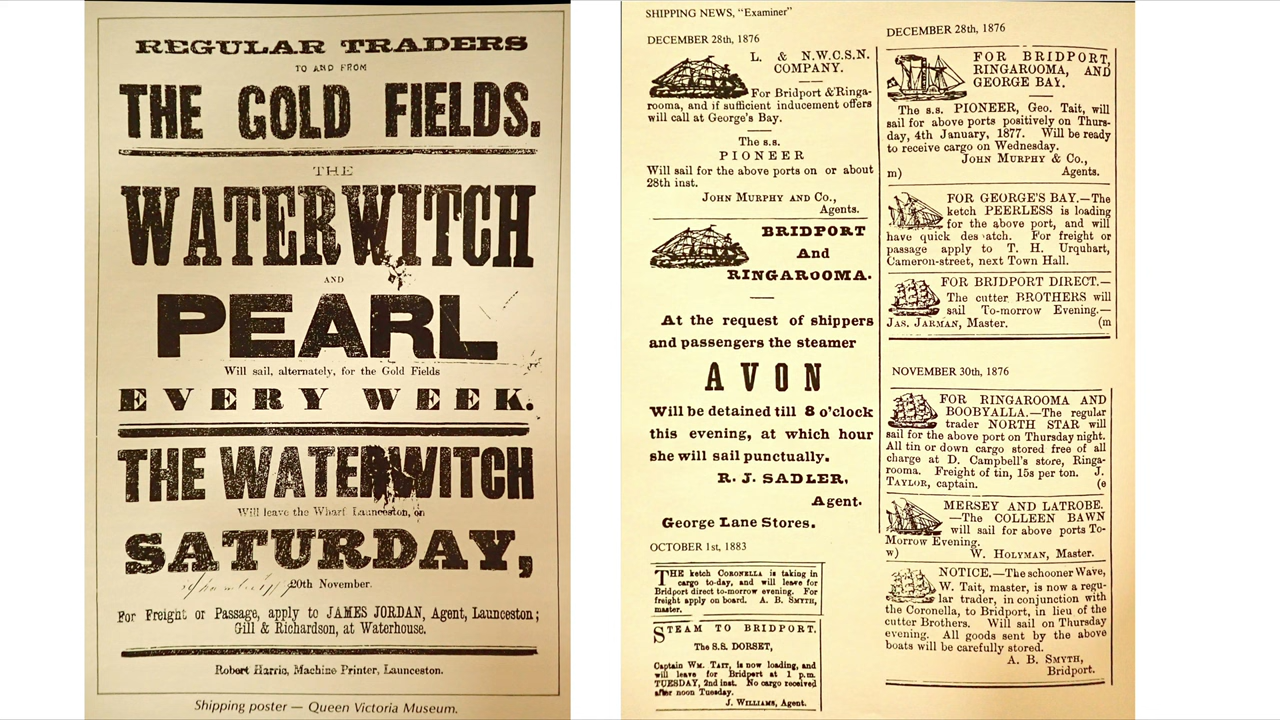 REGULAR TRADERS
TO AND FROM
THE GOLD FIELDS.
THE
WATERWITCH
AND
PEARL
Will sail, alternately, for the Gold Fields
EVERY WEEK.
THE WATERWITCH
Will leave the Wharf Launceston, on
SATURDAY,
20th November.
For Freight or Passage, apply to JAMES JORDAN, Agent, Launceston;
Gill & Richardson, at Waterhouse.
Robert Harris, Machine Printer, Launceston.
Shipping poster — Queen Victoria Museum.
SHIPPING NEWS, "Examiner"
DECEMBER 28th, 1876
L. & N.W.C.S.N.
COMPANY.
For Bridport & Ringa-
rooma, and if sufficient inducement offers
will call at George's Bay.
The s.s.
PIONEER
Will sail for the above ports on or about
28th inst.
JOHN MURPHY AND CO.,
Agents.
BRIDPORT
And
RINGAROOMA.
At the request of shippers
and passengers the steamer
AVON
Will be detained till 8 o'clock
this evening, at which hour
she will sail punctually.
R. J. SADLER,
Agent.
George Lane Stores.
OCTOBER 1st, 1883
THE ketch CORONELLA is taking in
cargo to-day, and will leave for
Bridport direct to-morrow evening. For
freight apply on board. A. B. SMYTH,
master.
STEAM TO BRIDPORT.
The S.S. DORSET,
Captain WM. TAIT, is now loading, and
will leave for Bridport at 1 p.m.
TUESDAY, 2nd inst. No cargo received
after noon Tuesday.
J. WILLIAMS, Agent.
DECEMBER 28th, 1876
FOR BRIDPORT,
RINGAROOMA, AND
GEORGE BAY.
The s.s. PIONEER, Geo. Tait, will
sail for above ports positively on Thurs-
day, 4th January, 1877. Will be ready
to receive cargo on Wednesday.
JOHN MURPHY & Co.,
m) Agents.
FOR GEORGE'S BAY.—The
ketch PEERLESS is loading
for the above port, and will
have quick des atch. For freight or
passage apply to T. H. Urquhart,
Cameron-street, next Town Hall.
FOR BRIDPORT DIRECT.—
The cutter BROTHERS will
sail To-morrow Evening.—
JAS. JARMAN, Master. (m
NOVEMBER 30th, 1876
FOR RINGAROOMA AND
BOOBYALLA.—The regular
trader NORTH STAR will
sail for the above port on Thursday night.
All tin or down cargo stored free of all
charge at D. Campbell's store, Ringa-
rooma. Freight of tin, 15s per ton. J.
TAYLOR, captain. (e
MERSEY AND LATROBE.
—The COLLEEN BAWN
will sail for above ports To-
Morrow Evening.
w) W. HOLYMAN, Master.
NOTICE.—The schooner Wave,
W. Tait, master, is now a regu-
lar trader, in conjunction with
the Coronella, to Bridport, in lieu of the
cutter Brothers. Will sail on Thursday
evening. All goods sent by the above
boats will be carefully stored.
A. B. SMYTH,
Bridport.